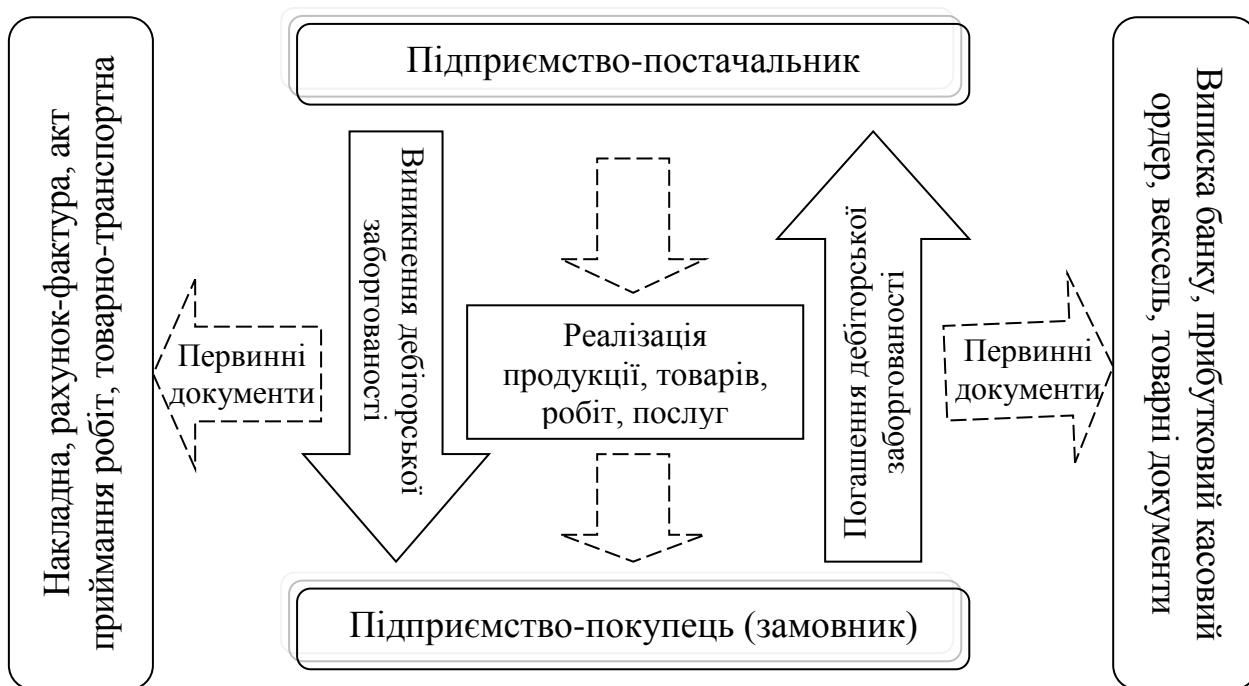 Підприємство-постачальник
Накладна, рахунок-фактура, акт
приймання робіт, товарно-транспортна
Первинні
документи
Виникнення дебіторської
заборгованості
Реалізація
продукції, товарів,
робіт, послуг
Погашення дебіторської
заборгованості
Первинні
документи
Виписка банку, прибутковий касовий
ордер, вексель, товарні документи
Підприємство-покупець (замовник)